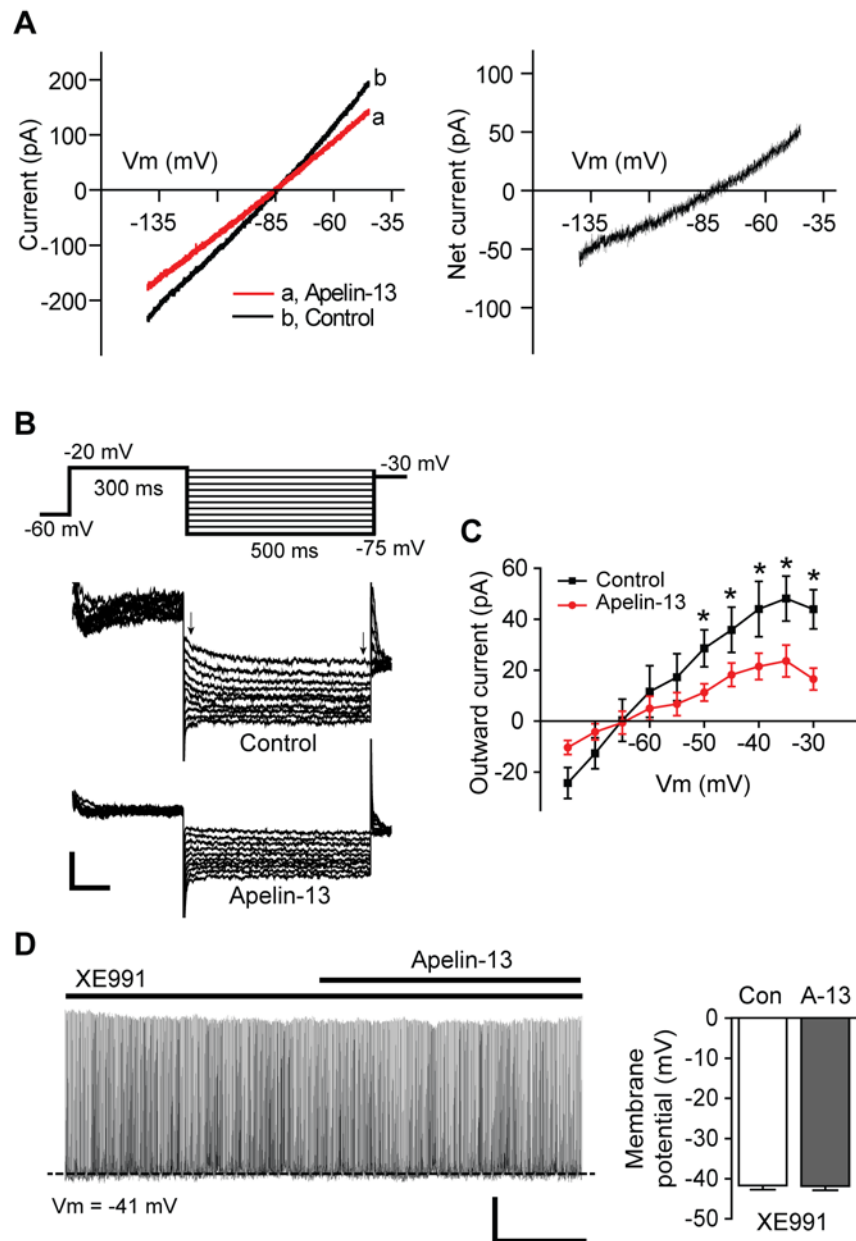 A
200
100
0
-100
-200
Current (pA)
Vm (mV)
-135
-85
-60
-35
b
a
a, Apelin-13
b, Control
100
50
0
-50
-100
Net current (pA)
Vm (mV)
-135
-85
-60
-35
B
-20 mV
300 ms
-60 mV
-30 mV
500 ms
-75 mV
Control
Apelin-13
C
60
40
20
0
-20
Outward current (pA)
Control
Apelin-13
* * * * *
-60
-50
-40
-30
Vm (mV)
D
Apelin-13
XE991
Vm = -41 mV
Con A-13
0
-10
-20
-30
-40
-50
Membrane
potential (mV)
XE991